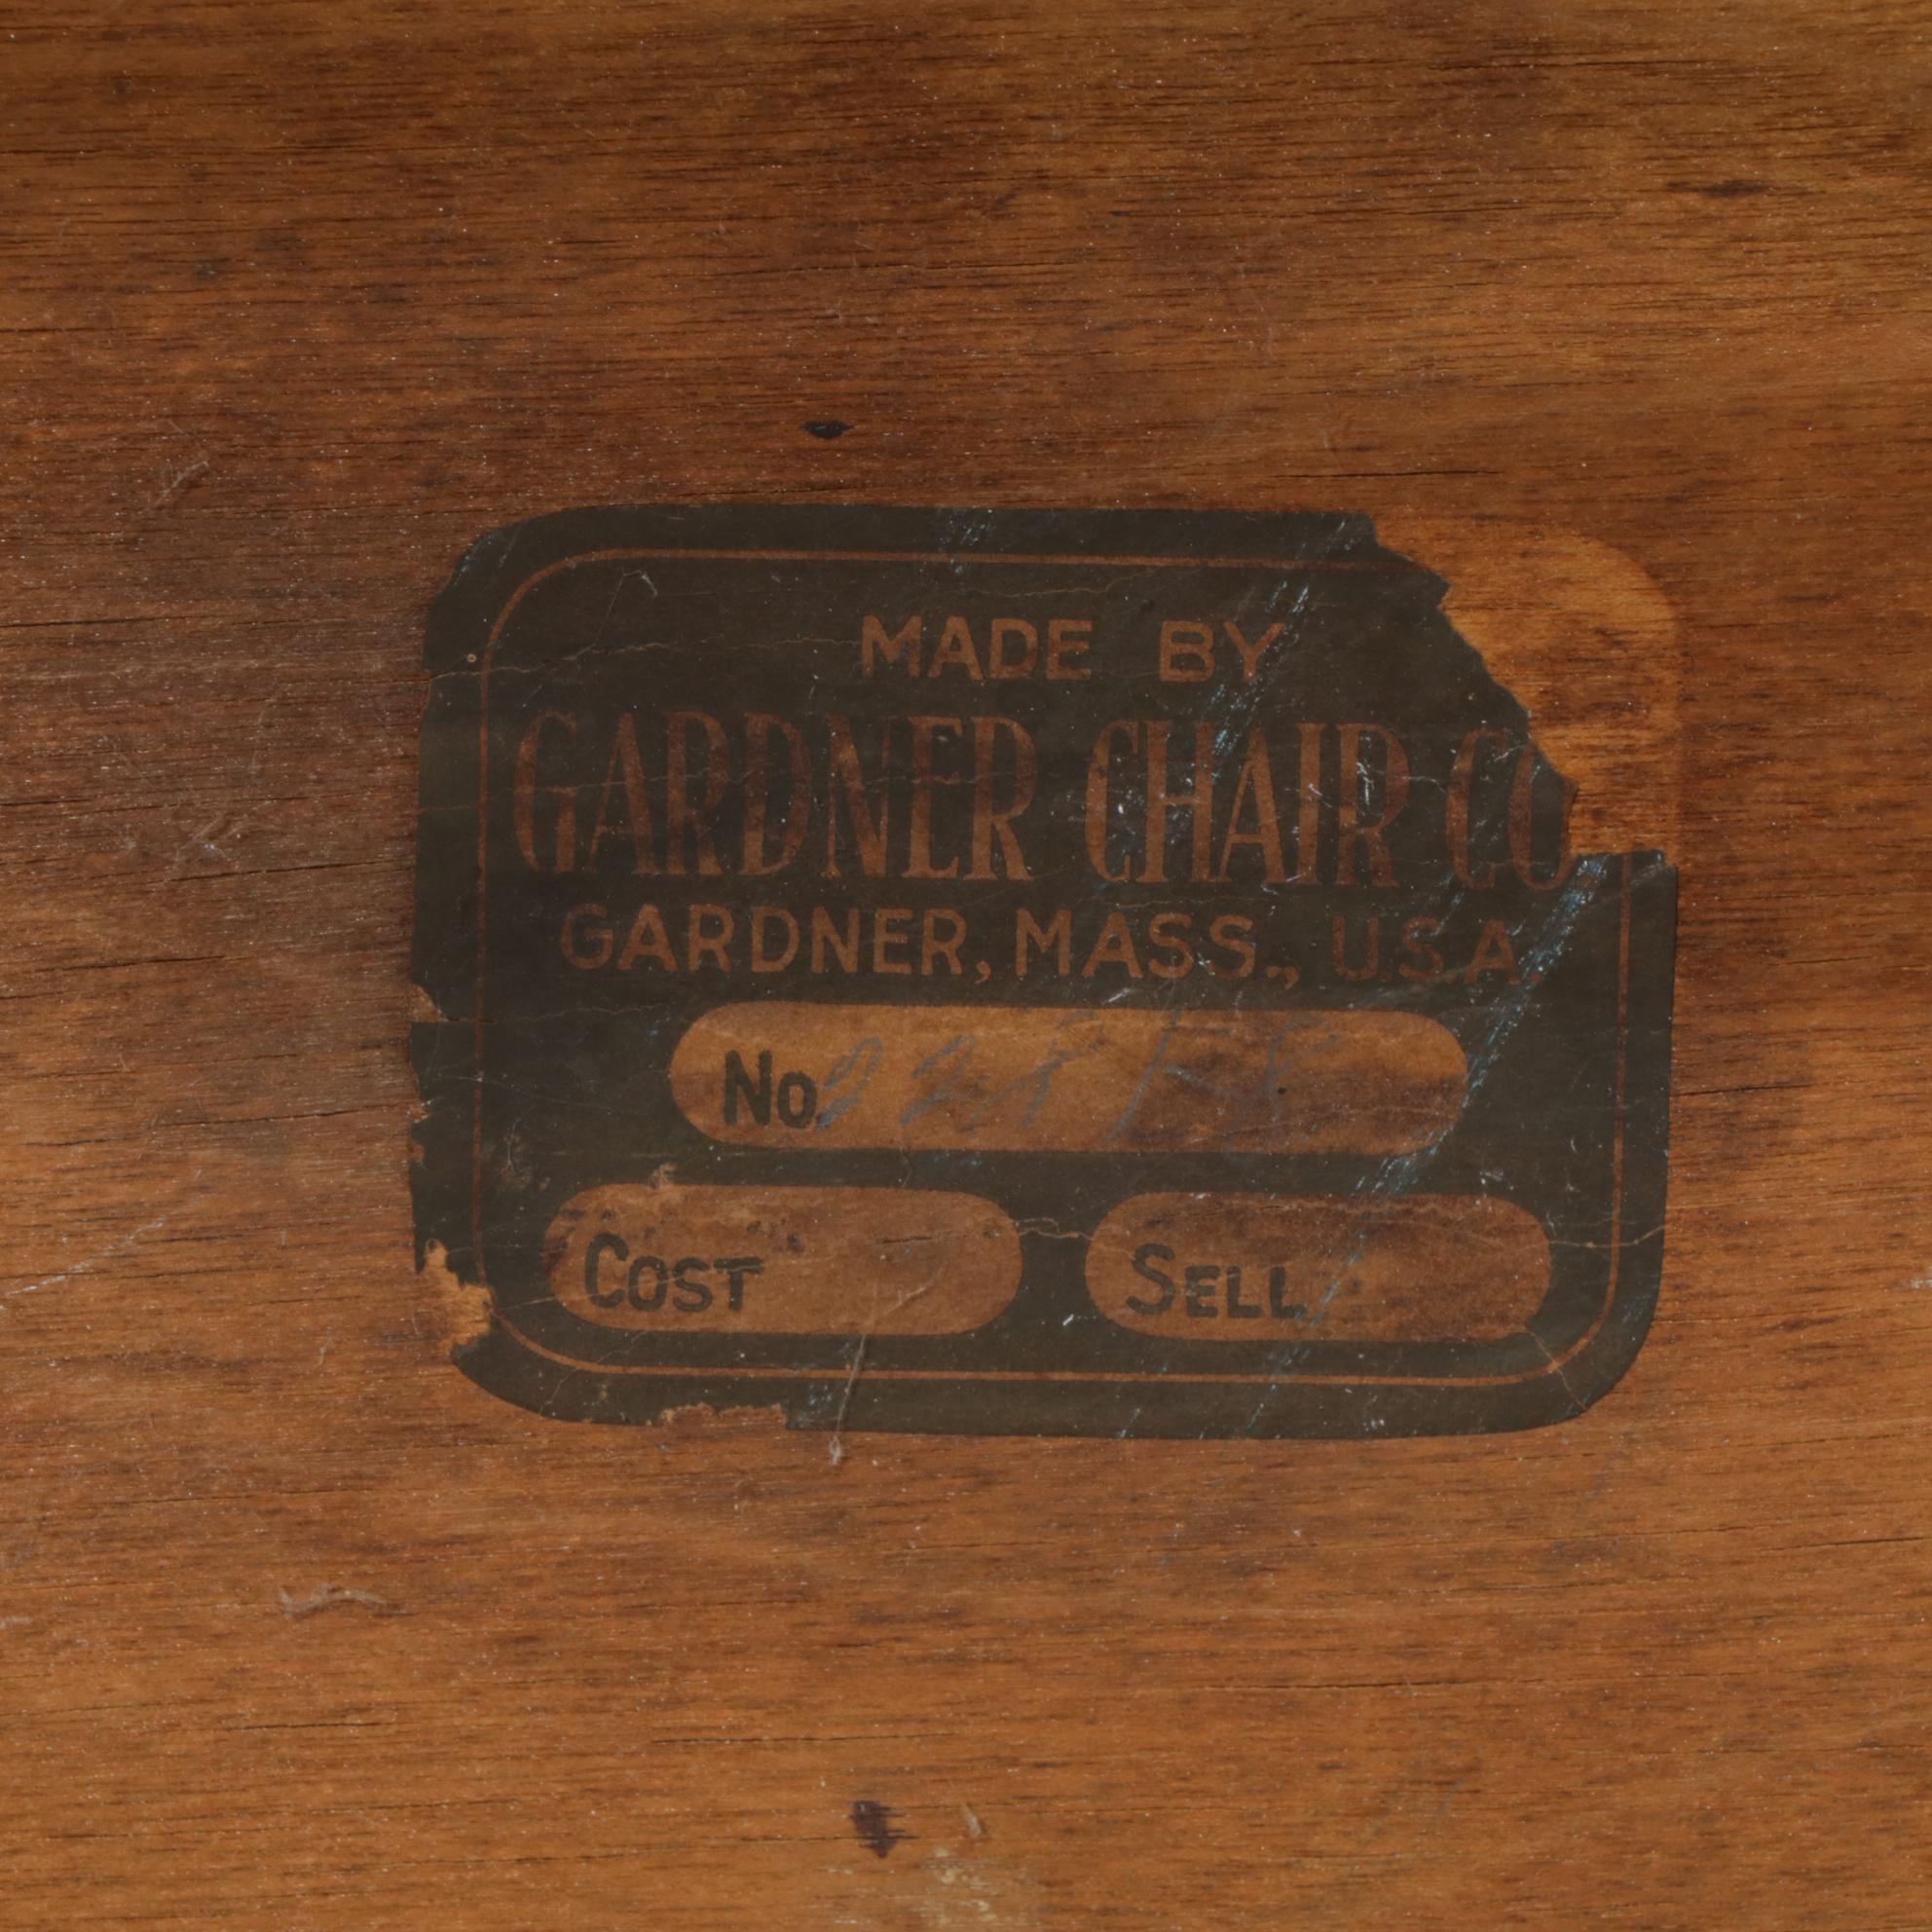 MADE BY
GARDNER CHAIR CO.
GARDNER, MASS., U.S.A.
No.
COST
SELL